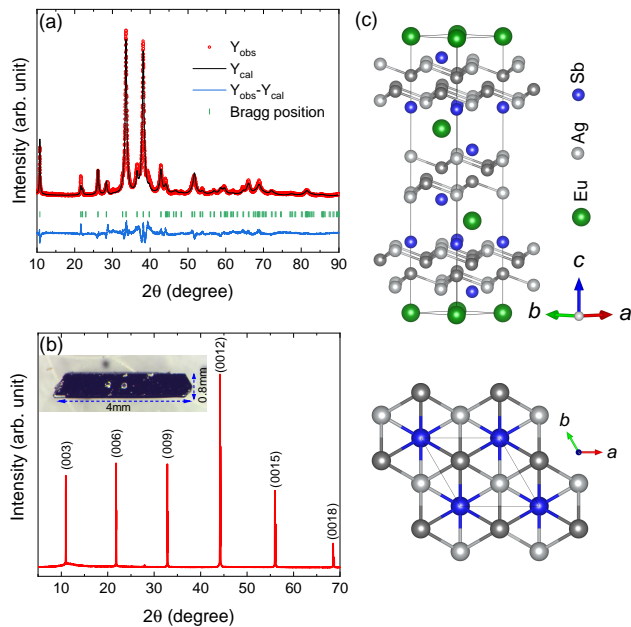 (a)
Y_obs
Y_cal
Y_obs-Y_cal
Bragg position
Intensity (arb. unit)
10 20 30 40 50 60 70 80 90
2θ (degree)
(b)
(003)
(006)
(009)
(0012)
(0015)
(0018)
4mm
0.8mm
Intensity (arb. unit)
10 20 30 40 50 60 70
2θ (degree)
(c)
Sb
Ag
Eu
c
b
a
b
a